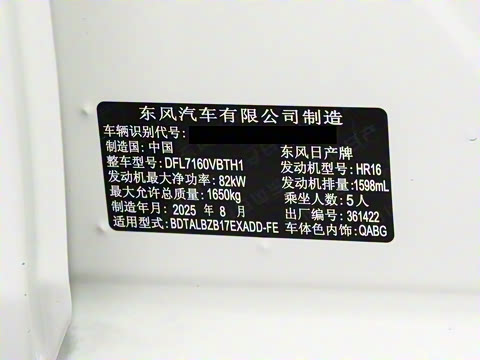 东风汽车有限公司制造
车辆识别代号:
制造国: 中国 东风日产牌
整车型号: DFL7160VBTH1 发动机型号: HR16
发动机最大净功率: 82kW 发动机排量: 1598mL
最大允许总质量: 1650kg 乘坐人数: 5人
制造年月: 2025 年 8 月 出厂编号: 361422
适用型式: BDTALBZB17EXADD-FE 车体色内饰: QABG